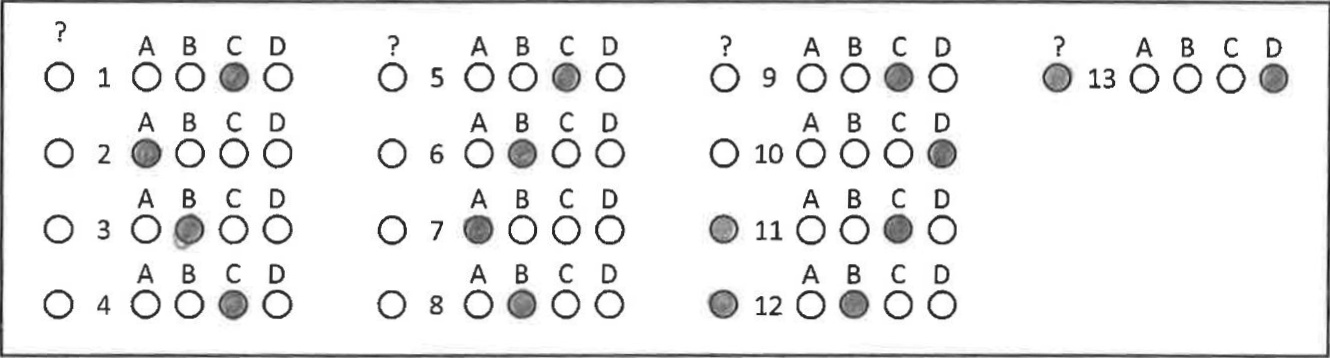 ? A B C D ? A B C D ? A B C D ? A B C D
1 5 9 13
A B C D A B C D A B C D
2 6 10
A B C D A B C D A B C D
3 7 11
A B C D A B C D A B C D
4 8 12